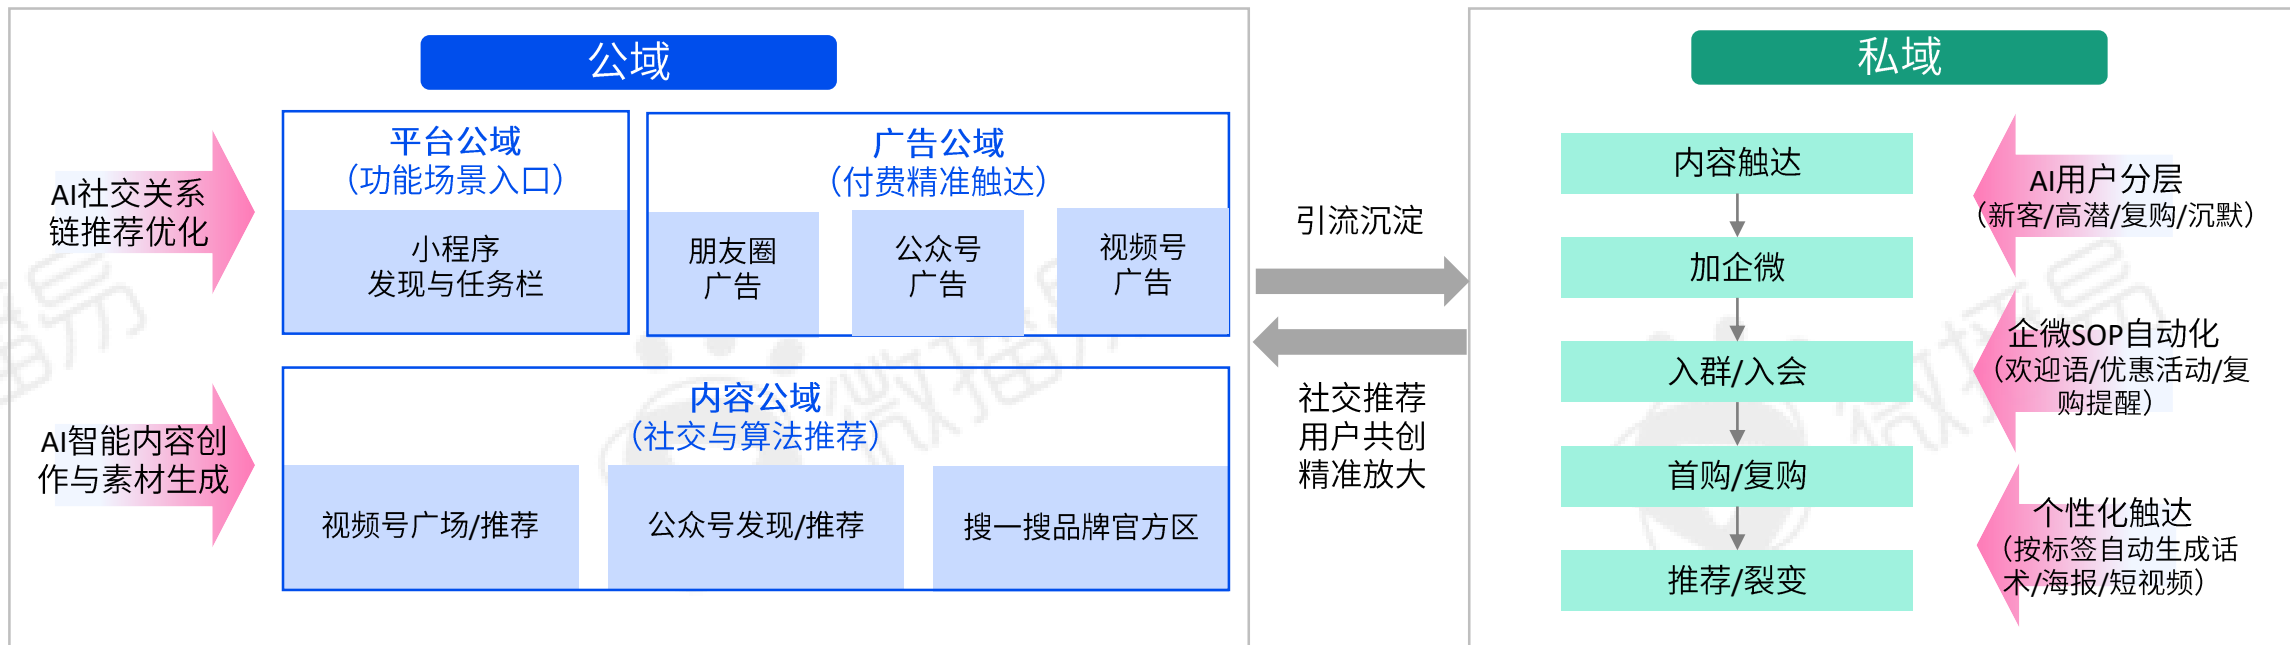 公域
平台公域
（功能场景入口）
小程序
发现与任务栏
广告公域
（付费精准触达）
朋友圈
广告
公众号
广告
视频号
广告
AI社交关系
链推荐优化
AI智能内容创
作与素材生成
内容公域
（社交与算法推荐）
视频号广场/推荐
公众号发现/推荐
搜一搜品牌官方区
引流沉淀
社交推荐
用户共创
精准放大
私域
内容触达
加企微
入群/入会
首购/复购
推荐/裂变
AI用户分层
（新客/高潜/复购/沉默）
企微SOP自动化
（欢迎语/优惠活动/复
购提醒）
个性化触达
（按标签自动生成话
术/海报/短视频）
播易
微播易
微播易